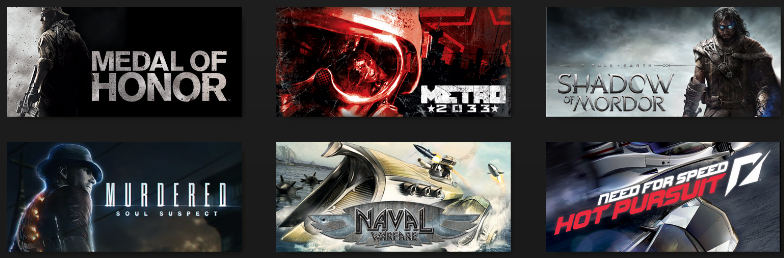 MEDAL OF
HONOR
METRO
2033
MIDDLE-EARTH
SHADOW
OF MORDOR
MURDERED
SOUL SUSPECT
NAVAL
WARFARE
NEED FOR SPEED
HOT PURSUIT